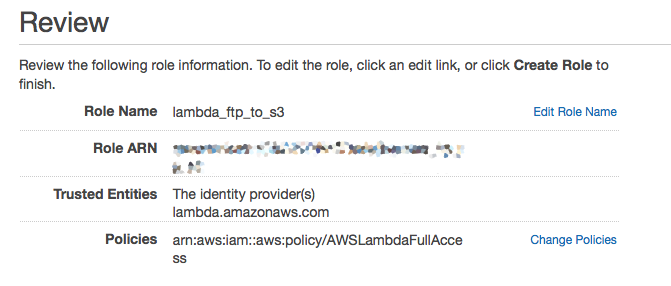 Review
Review the following role information. To edit the role, click an edit link, or click Create Role to
finish.
Role Name lambda_ftp_to_s3 Edit Role Name
Role ARN
Trusted Entities The identity provider(s)
lambda.amazonaws.com
Policies arn:aws:iam::aws:policy/AWSLambdaFullAcce Change Policies
ss